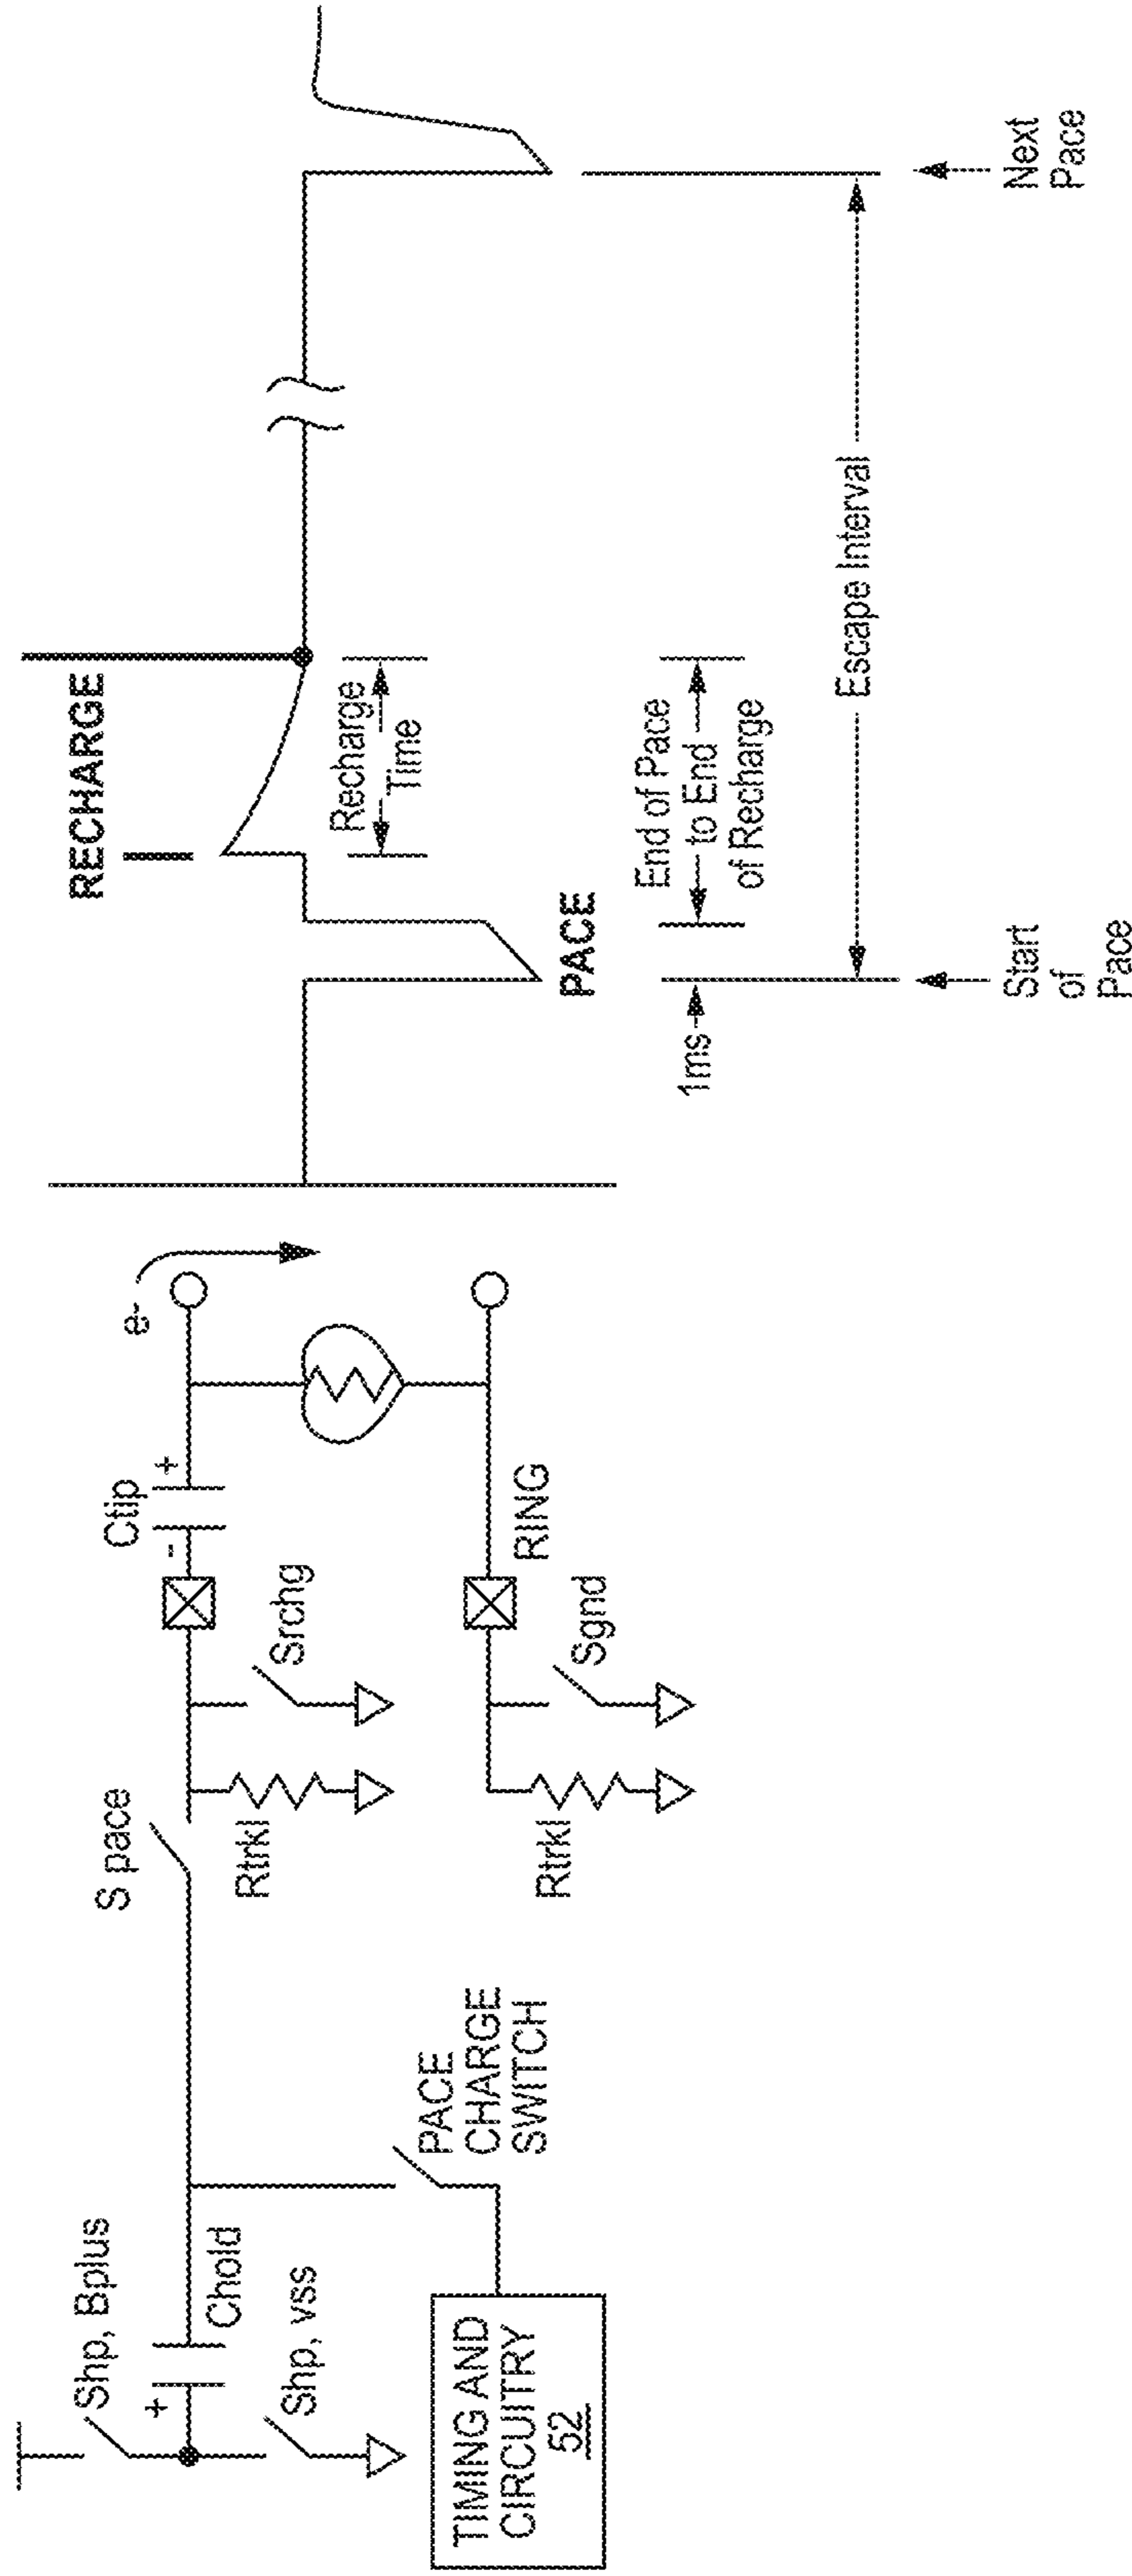 Shp, Bplus
+
Chold
Shp, vss
TIMING AND
CIRCUITRY
52
PACE
CHARGE
SWITCH
S pace
Rtrkl
Srchg
Ctip
- +
e-
Rtrkl
Sgnd
RING
RECHARGE
Recharge
Time
PACE
1ms
End of Pace
to End
of Recharge
Escape Interval
Start
of
Pace
Next
Pace